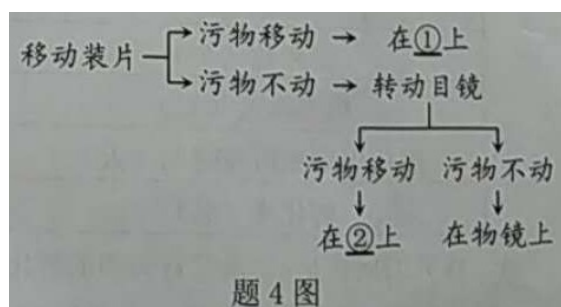 污物移动 → 在①上
移动装片
污物不动 → 转动目镜
污物移动 污物不动
在②上 在物镜上
题4图